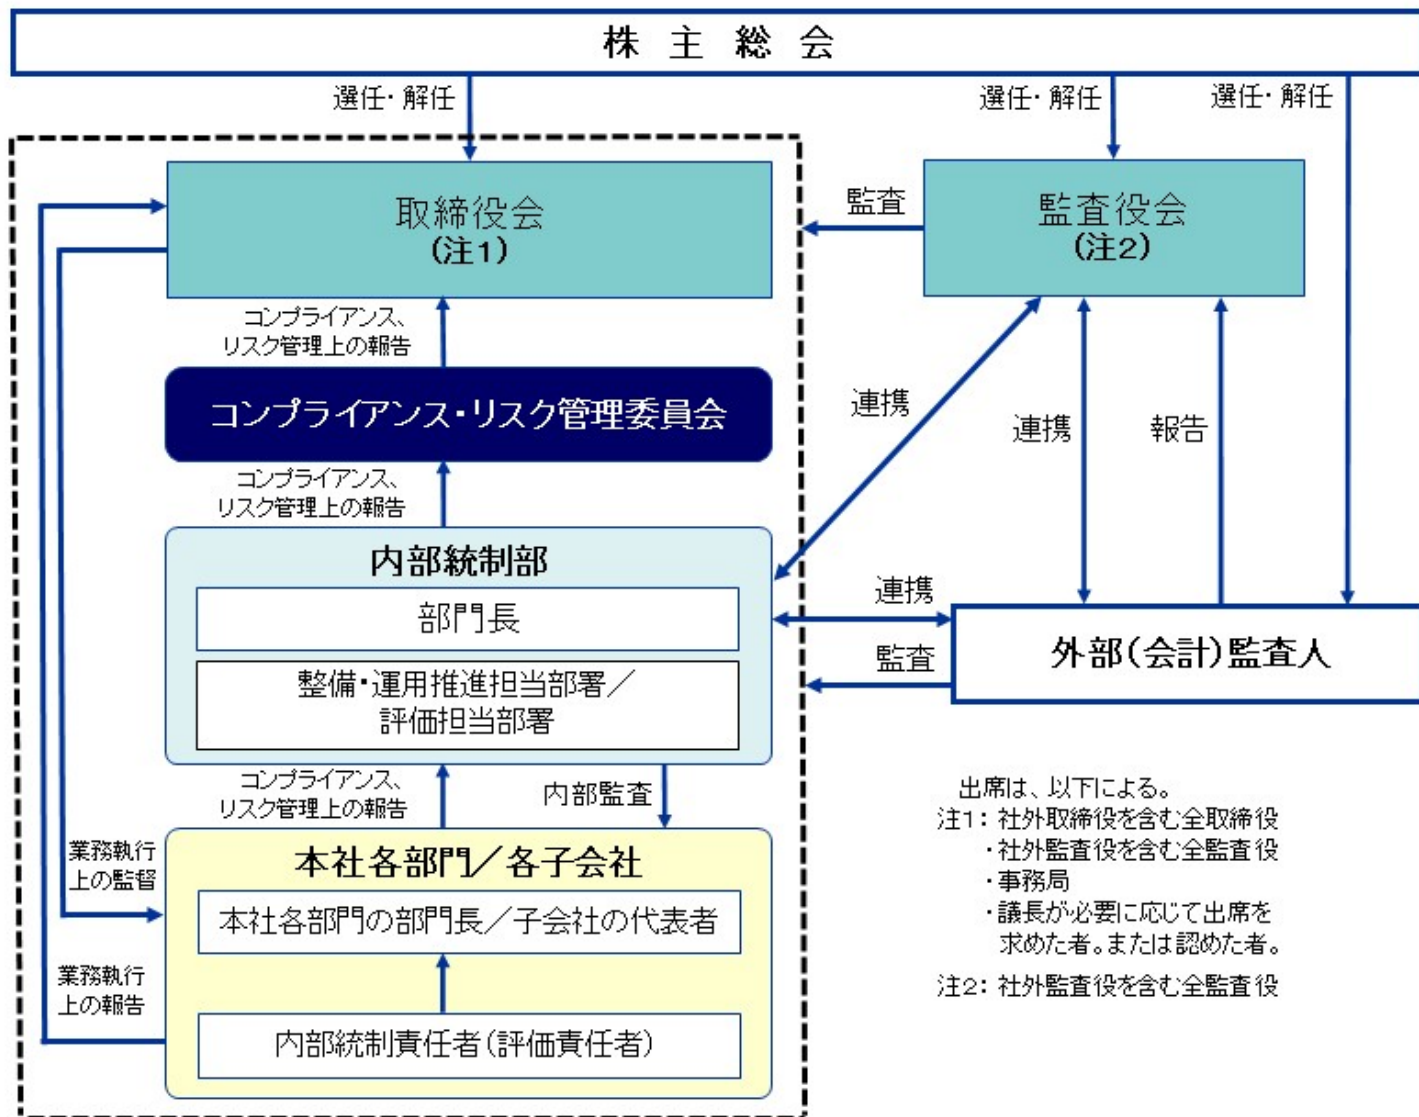 株主総会
選任・解任
選任・解任
選任・解任
取締役会
(注1)
監査
監査役会
(注2)
コンプライアンス、
リスク管理上の報告
コンプライアンス・リスク管理委員会
連携
連携
報告
コンプライアンス、
リスク管理上の報告
内部統制部
部門長
整備・運用推進担当部署／
評価担当部署
連携
監査
外部(会計)監査人
コンプライアンス、
リスク管理上の報告
内部監査
業務執行
上の監督
本社各部門／各子会社
本社各部門の部門長／子会社の代表者
業務執行
上の報告
内部統制責任者(評価責任者)
出席は、以下による。
注1：社外取締役を含む全取締役
・社外監査役を含む全監査役
・事務局
・議長が必要に応じて出席を
求めた者。または認めた者。
注2：社外監査役を含む全監査役